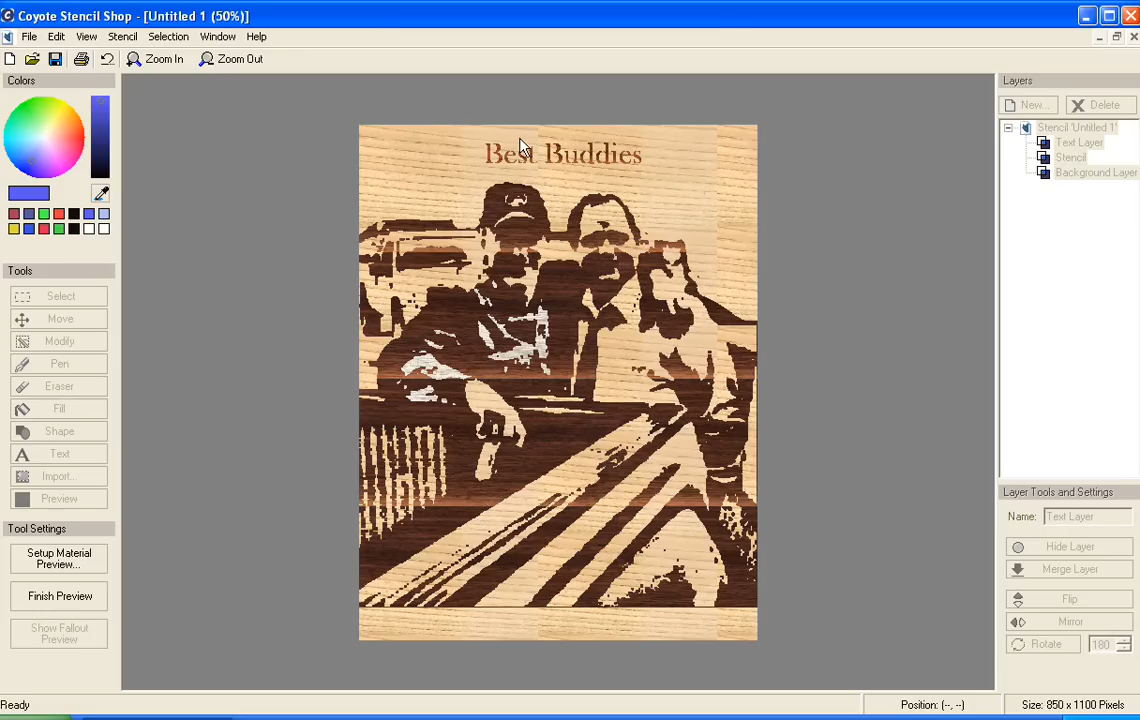 Coyote Stencil Shop - [Untitled 1 (50%)]
File Edit View Stencil Selection Window Help
Zoom In Zoom Out
Colors
Tools
Select
Move
Modify
Pen
Eraser
Fill
Shape
Text
Import...
Preview
Tool Settings
Setup Material
Preview...
Finish Preview
Show Fallout
Preview
Best Buddies
Layers
New... Delete
Stencil 'Untitled 1'
Text Layer
Stencil
Background Layer
Layer Tools and Settings
Name: Text Layer
Hide Layer
Merge Layer
Flip
Mirror
Rotate 180
Ready
Position: (--, --)
Size: 850 x 1100 Pixels